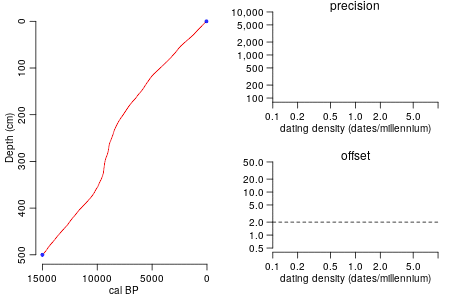 precision
10,000
5,000
2,000
1,000
500
200
100
0.1 0.2 0.5 1.0 2.0 5.0
dating density (dates/millennium)
offset
50.0
20.0
10.0
5.0
2.0
1.0
0.5
0.1 0.2 0.5 1.0 2.0 5.0
dating density (dates/millennium)
Depth (cm)
0
100
200
300
400
500
15000 10000 5000 0
cal BP